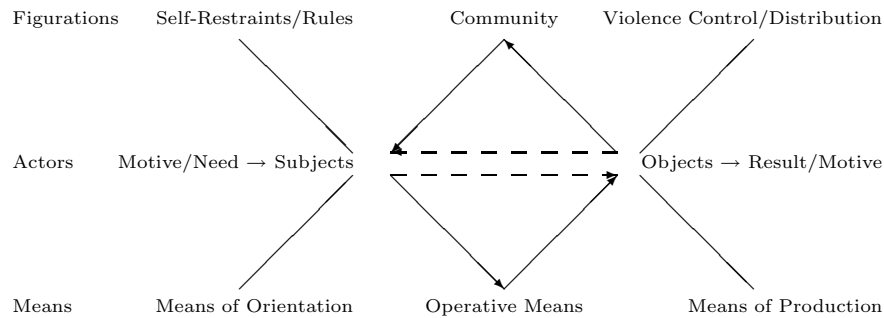 Figurations Self-Restraints/Rules Community Violence Control/Distribution
Actors Motive/Need → Subjects Objects → Result/Motive
Means Means of Orientation Operative Means Means of Production